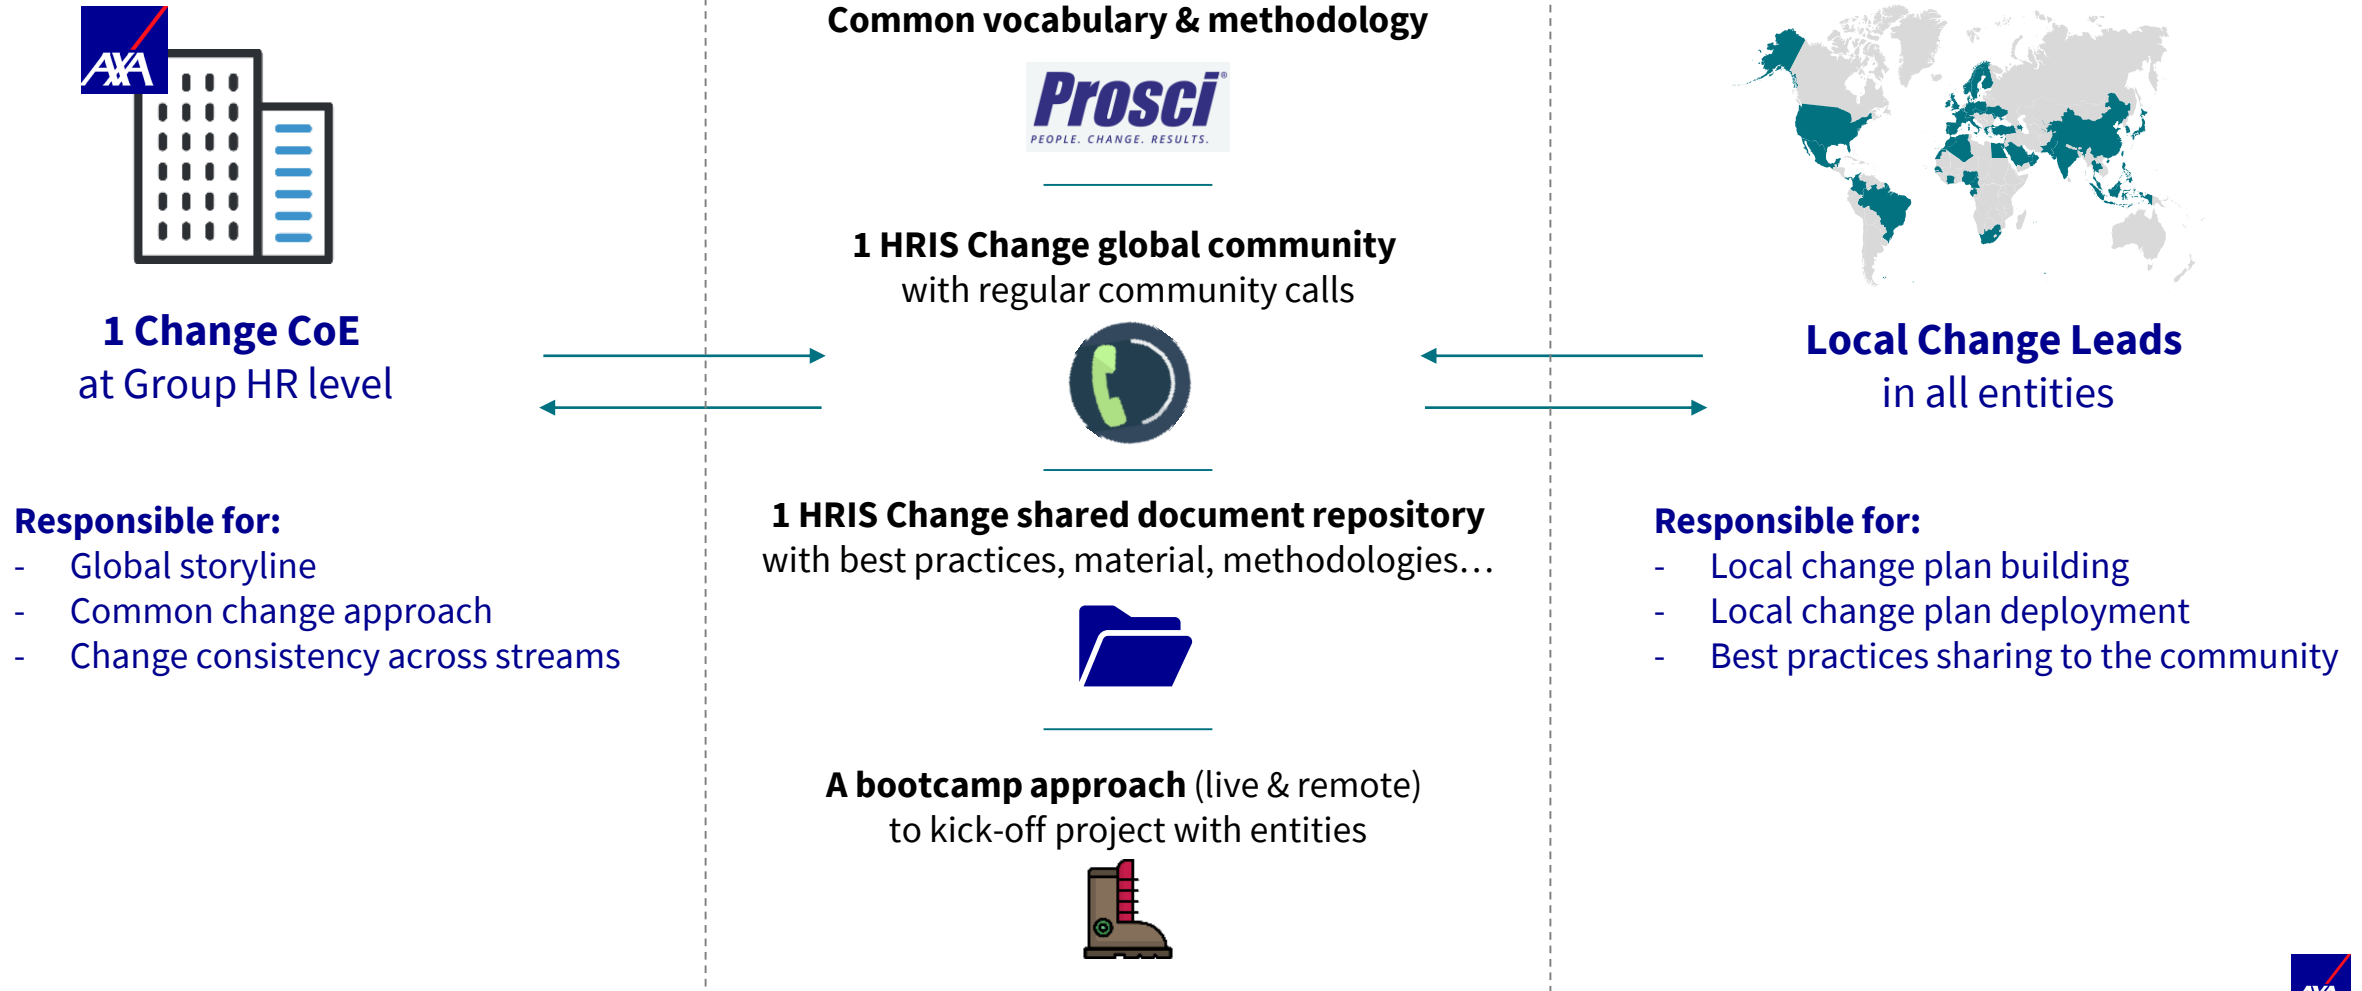 AXA
1 Change CoE
at Group HR level
Responsible for:
- Global storyline
- Common change approach
- Change consistency across streams
Common vocabulary & methodology
Prosci®
PEOPLE. CHANGE. RESULTS.
1 HRIS Change global community
with regular community calls
1 HRIS Change shared document repository
with best practices, material, methodologies…
A bootcamp approach (live & remote)
to kick-off project with entities
Local Change Leads
in all entities
Responsible for:
- Local change plan building
- Local change plan deployment
- Best practices sharing to the community
AXA